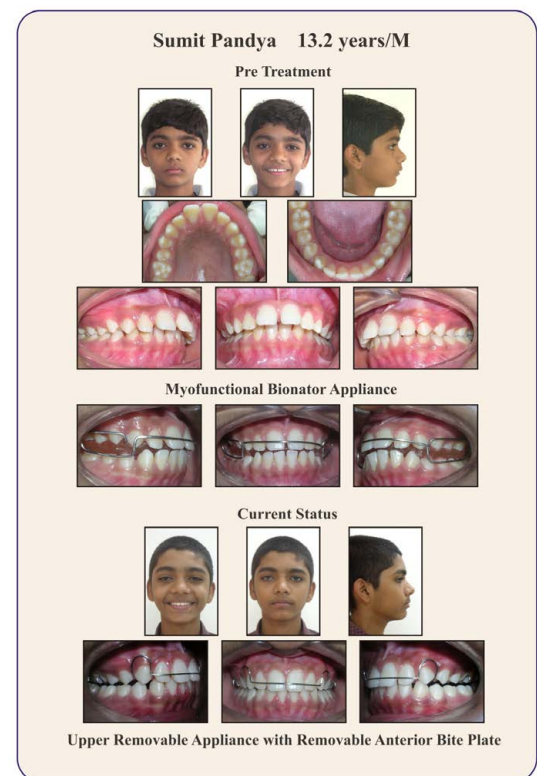 Sumit Pandya 13.2 years/M
Pre Treatment
Myofunctional Bionator Appliance
Current Status
Upper Removable Appliance with Removable Anterior Bite Plate